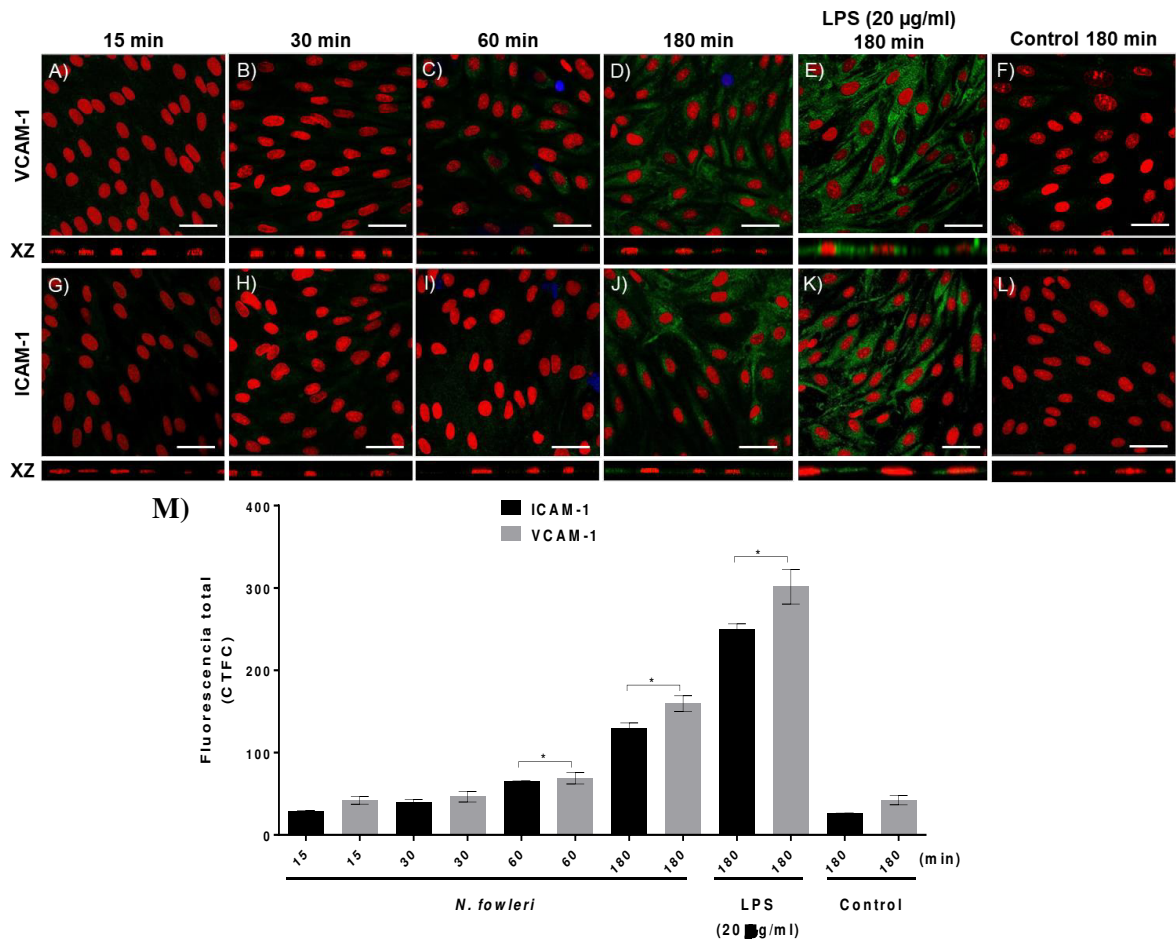 LPS (20 µg/ml)
15 min 30 min 60 min 180 min 180 min Control 180 min
A) B) C) D) E) F)
VCAM-1
XZ
G) H) I) J) K) L)
ICAM-1
XZ
M)
ICAM-1
VCAM-1
Fluorescencia total
(CTFC)
400
300
200
100
0
* * *
15 15 30 30 60 60 180 180 180 180 180 180 (min)
N. fowleri LPS Control
(20 g/ml)